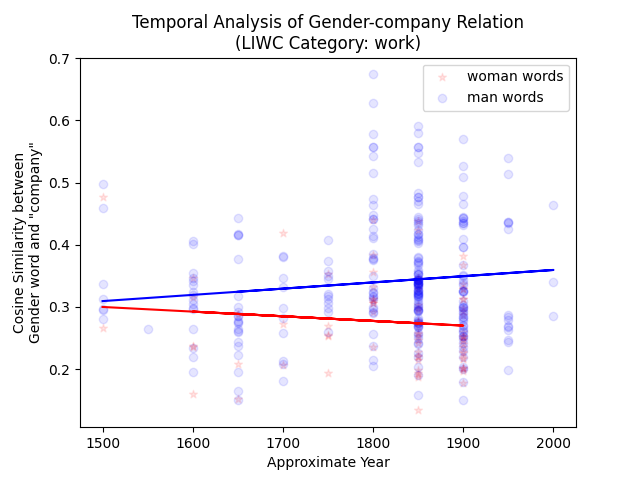 Temporal Analysis of Gender-company Relation
(LIWC Category: work)
woman words
man words
0.7
0.6
0.5
0.4
0.3
0.2
Cosine Similarity between
Gender word and "company"
1500 1600 1700 1800 1900 2000
Approximate Year